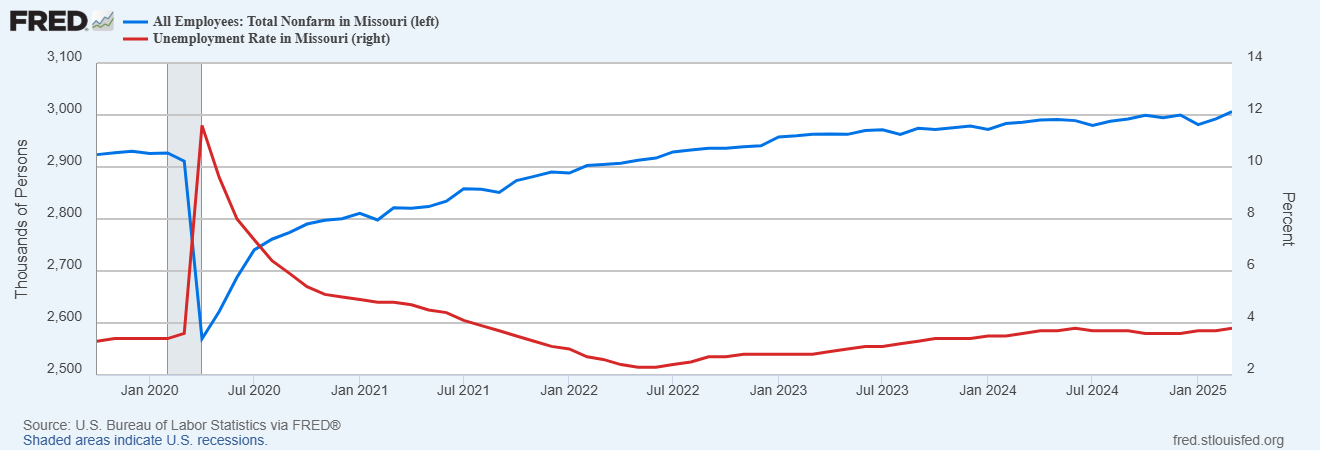 FRED
All Employees: Total Nonfarm in Missouri (left)
Unemployment Rate in Missouri (right)
3,100
3,000
2,900
2,800
2,700
2,600
2,500
Thousands of Persons
14
12
10
8
6
4
2
Percent
Jan 2020
Jul 2020
Jan 2021
Jul 2021
Jan 2022
Jul 2022
Jan 2023
Jul 2023
Jan 2024
Jul 2024
Jan 2025
Source: U.S. Bureau of Labor Statistics via FRED®
Shaded areas indicate U.S. recessions.
fred.stlouisfed.org